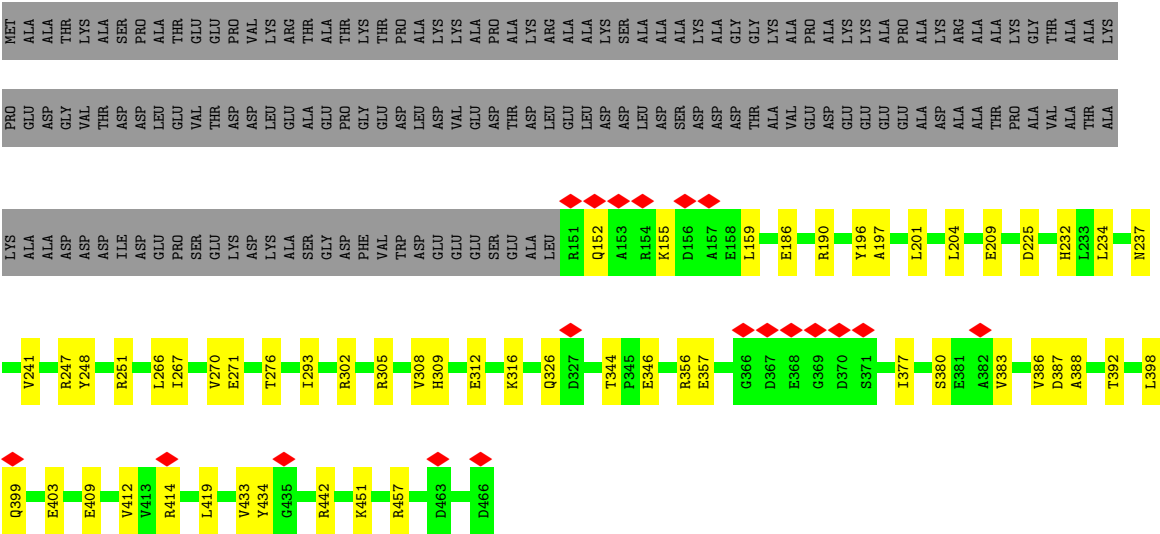 MET ALA ALA THR LYS ALA SER PRO ALA THR GLU GLU PRO VAL LYS ARG THR ALA THR LYS THR PRO ALA LYS LYS ALA PRO ALA LYS ARG ALA ALA LYS SER ALA ALA ALA LYS ALA GLY GLY LYS ALA PRO ALA LYS LYS ALA PRO ALA LYS ARG ALA ALA LYS GLY THR ALA ALA LYS
PRO GLU ASP GLY VAL THR ASP ASP LEU GLU VAL THR ASP ASP LEU GLU ALA GLU PRO GLY GLU ASP LEU ASP VAL GLU ASP THR ASP LEU GLU LEU ASP ASP LEU ASP SER ASP ASP ASP THR ALA VAL GLU ASP GLU GLU GLU GLU ALA ASP ALA ALA THR PRO ALA VAL ALA THR ALA
LYS ALA ALA ASP ASP ASP ILE ASP GLU PRO SER GLU LYS ASP LYS ALA SER GLY ASP PHE VAL TRP ASP GLU GLU GLU SER GLU ALA LEU R151 Q152 A153 R154 K155 D156 A157 E158 L159 E186 R190 Y196 A197 L201 L204 E209 D225 H232 L233 L234 N237
V241 R247 Y248 R251 L266 I267 V270 E271 T276 I293 R302 R305 V308 H309 E312 K316 Q326 D327 T344 P345 E346 R356 E357 G366 D367 E368 G369 D370 S371 I377 S380 E381 A382 V383 V386 D387 A388 T392 L398
Q399 E403 E409 V412 V413 R414 L419 V433 Y434 G435 R442 K451 R457 D463 D466